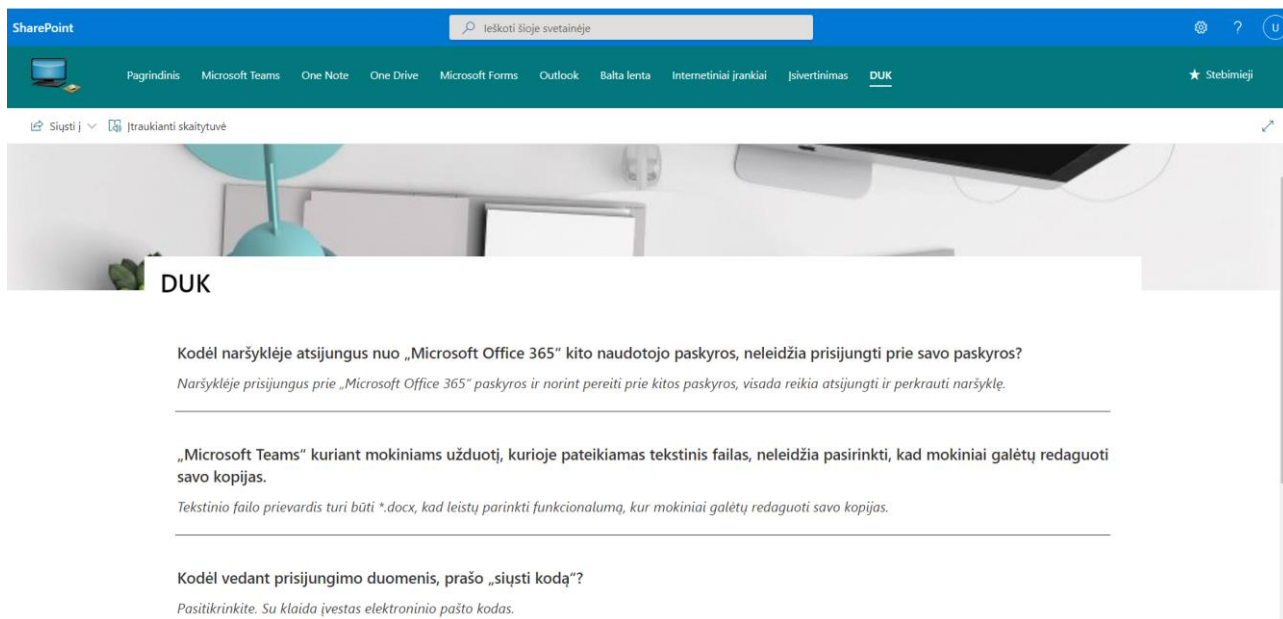 SharePoint
Ieškoti šioje svetainėje
?
U
Pagrindinis
Microsoft Teams
One Note
One Drive
Microsoft Forms
Outlook
Balta lenta
Internetiniai įrankiai
Įsivertinimas
DUK
Stebimieji
Siųsti į
Įtraukianti skaitytuvė
DUK
Kodėl naršyklėje atsijungus nuo „Microsoft Office 365“ kito naudotojo paskyros, neleidžia prisijungti prie savo paskyros?
Naršyklėje prisijungus prie „Microsoft Office 365“ paskyros ir norint pereiti prie kitos paskyros, visada reikia atsijungti ir perkrauti naršyklę.
„Microsoft Teams“ kuriant mokiniams užduotį, kurioje pateikiamas tekstinis failas, neleidžia pasirinkti, kad mokiniai galėtų redaguoti
savo kopijas.
Tekstinio failo prievardis turi būti *.docx, kad leistų parinkti funkcionalumą, kur mokiniai galėtų redaguoti savo kopijas.
Kodėl vedant prisijungimo duomenis, prašo „siųsti kodą“?
Pasitikrinkite. Su klaida įvestas elektroninio pašto kodas.